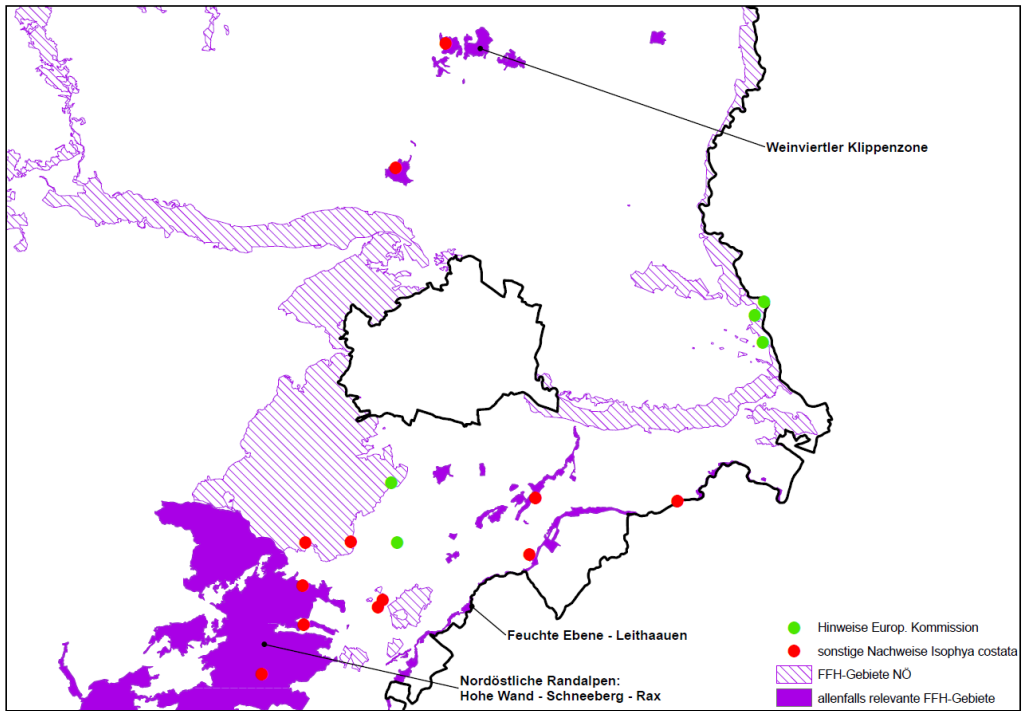 Weinviertler Klippenzone
Feuchte Ebene - Leithaauen
Nordöstliche Randalpen:
Hohe Wand - Schneeberg - Rax
Hinweise Europ. Kommission
sonstige Nachweise Isophya costata
FFH-Gebiete NÖ
allenfalls relevante FFH-Gebiete